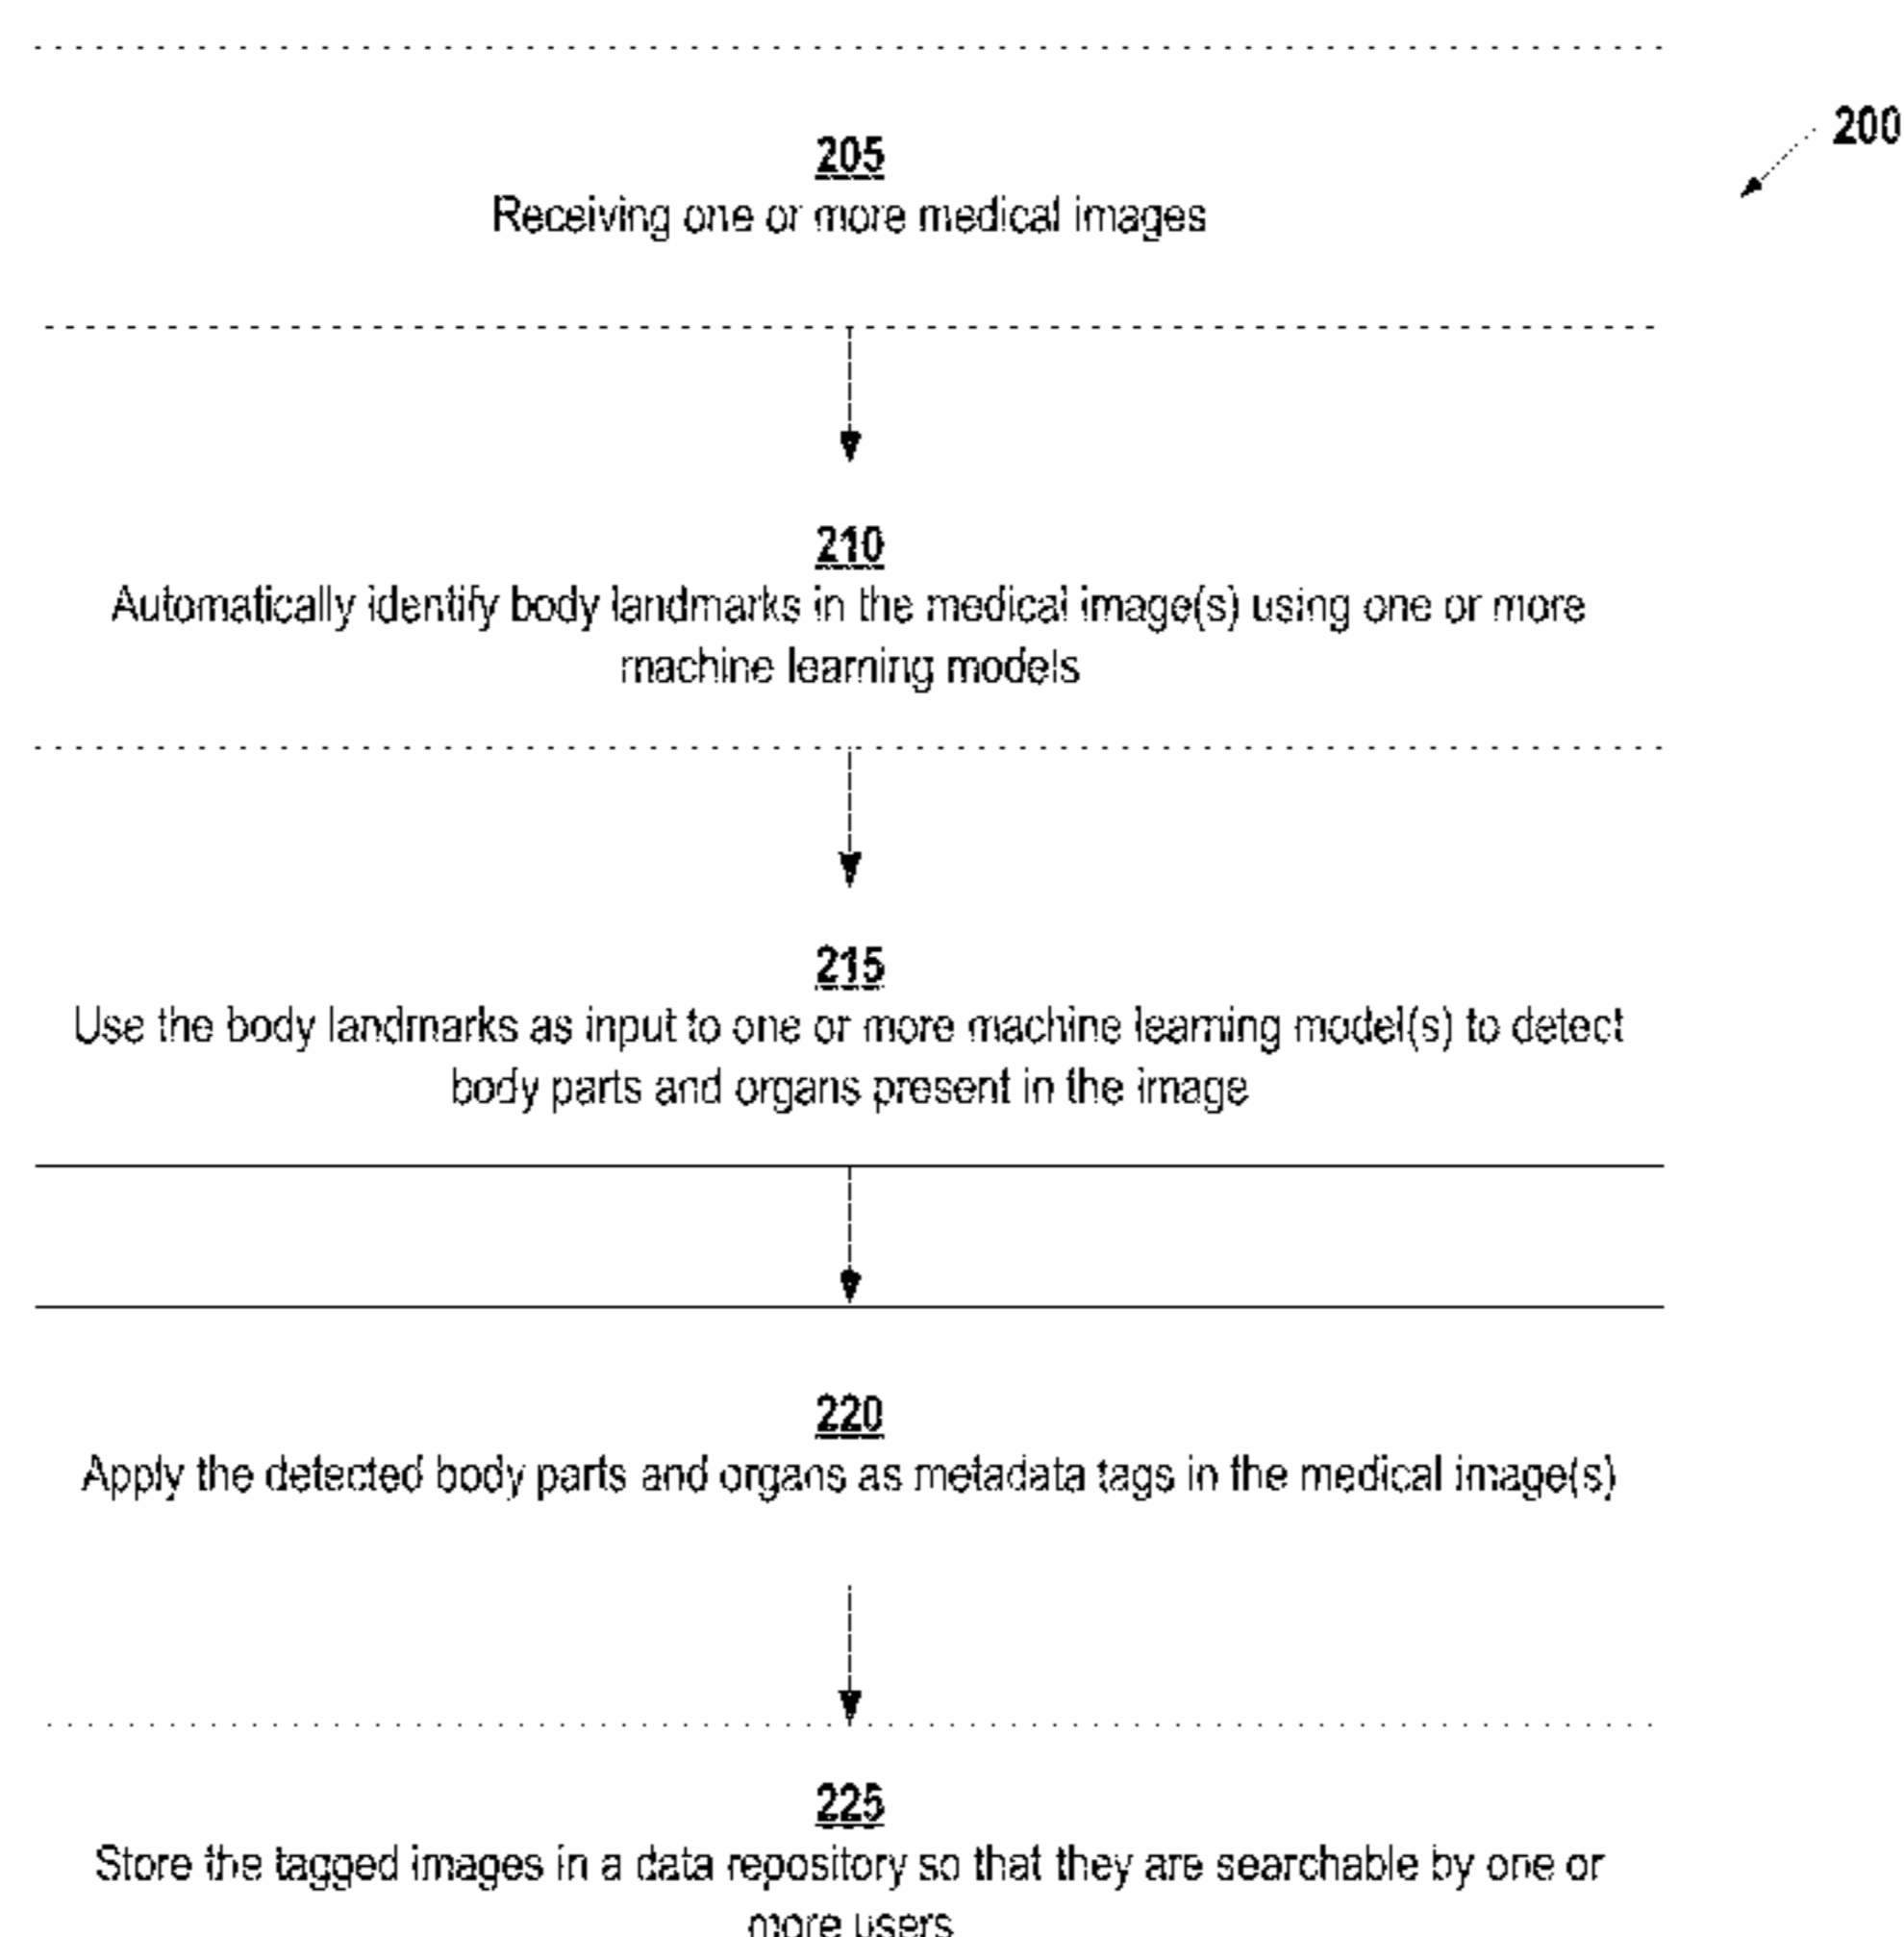 200
205
Receiving one or more medical images
210
Automatically identify body landmarks in the medical image(s) using one or more
machine learning models
215
Use the body landmarks as input to one or more machine learning model(s) to detect
body parts and organs present in the image
220
Apply the detected body parts and organs as metadata tags in the medical image(s)
225
Store the tagged images in a data repository so that they are searchable by one or
more users